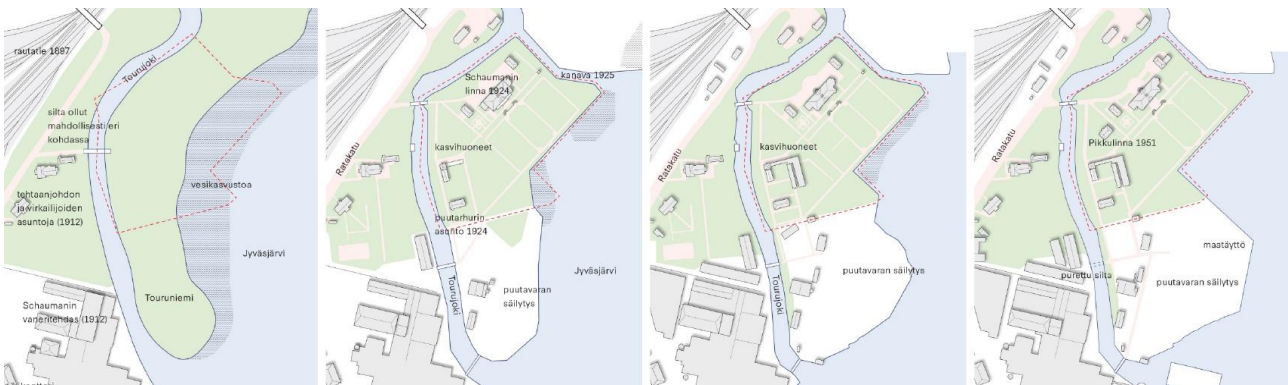 rautatie 1897
Tourujoki
silta ollut
mahdollisesti eri
kohdassa
vesikasvustoa
tehtaanjohdon
ja virkailijoiden
asuntoja (1912)
Jyväsjärvi
Touruniemi
Schaumanin
vaneritehdas (1912)
Schaumanin
linna 1924
kanava 1925
kasvihuoneet
Ratakatu
puutarhurin
asunto 1924
Jyväsjärvi
puutavaran
säilytys
Tourujoki
kasvihuoneet
Ratakatu
puutavaran säilytys
Tourujoki
Pikkulinna 1951
Ratakatu
maatäyttö
purettu silta
puutavaran säilytys